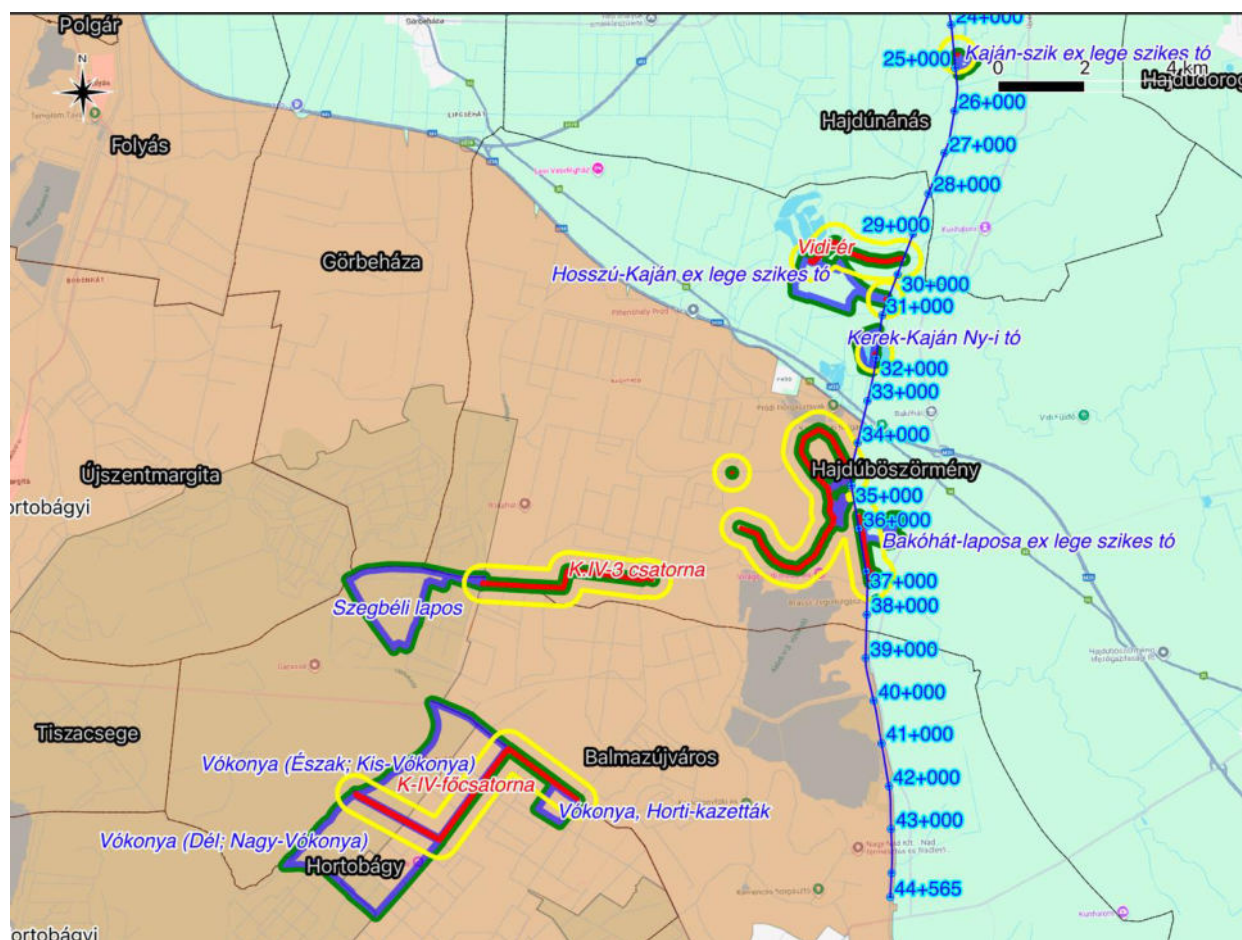 Polgár
Görbeháza
24+000
25+000
Kaján-szik ex lege szikes tó
0 2 4 km
Hajdúdorog
N
26+000
Hajdúnánás
Folyás
27+000
28+000
29+000
Vidi-ér
Görbeháza
Hosszú-Kaján ex lege szikes tó
30+000
31+000
Kerek-Kaján Ny-i tó
32+000
33+000
Bakóhát
34+000
Újszentmargita
Hajdúböszörmény
35+000
ortobágyi
36+000
Bakóhát-laposa ex lege szikes tó
K.IV-3 csatorna
37+000
Szegbéli lapos
38+000
39+000
40+000
Tiszacsege
41+000
Vókonya (Észak; Kis-Vókonya)
Balmazújváros
K-IV-főcsatorna
42+000
Vókonya, Horti-kazetták
43+000
Vókonya (Dél; Nagy-Vókonya)
Hortobágy
44+565
ortobágyi